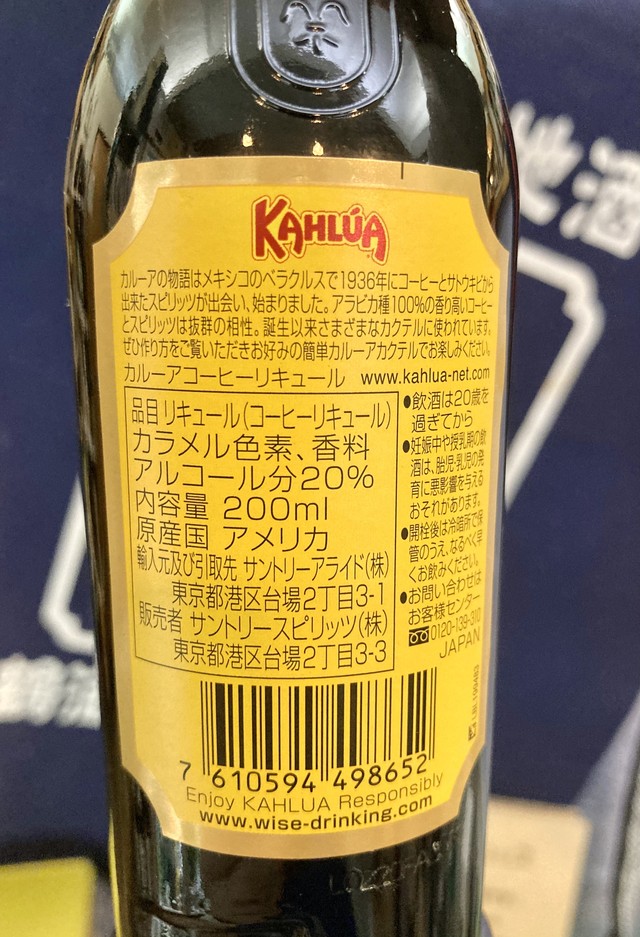 KAHLÚA
カルーアの物語はメキシコのベラクルスで1936年にコーヒーとサトウキビから
出来たスピリッツが出会い、始まりました。アラビカ種100%の香り高いコーヒー
とスピリッツは抜群の相性。誕生以来さまざまなカクテルに使われています。
ぜひ作り方をご覧いただきお好みの簡単カルーアカクテルでお楽しみください。
カルーアコーヒーリキュール www.kahlua-net.com
品目 リキュール(コーヒーリキュール)
カラメル色素、香料
アルコール分20%
内容量 200ml
原産国 アメリカ
輸入元及び引取先 サントリーアライド(株)
東京都港区台場2丁目3-1
販売者 サントリースピリッツ(株)
東京都港区台場2丁目3-3
●飲酒は20歳を
過ぎてから
●妊娠中や授乳期の飲
酒は、胎児・乳児の発
育に悪影響を与える
おそれがあります。
●開栓後は冷暗所で保
管のうえ、なるべく早
くお飲みください。
●お問い合わせは
お客様センター
0120-139-310
JAPAN
LBL199483
7 610594 498652
Enjoy KAHLUA Responsibly
www.wise-drinking.com
地酒